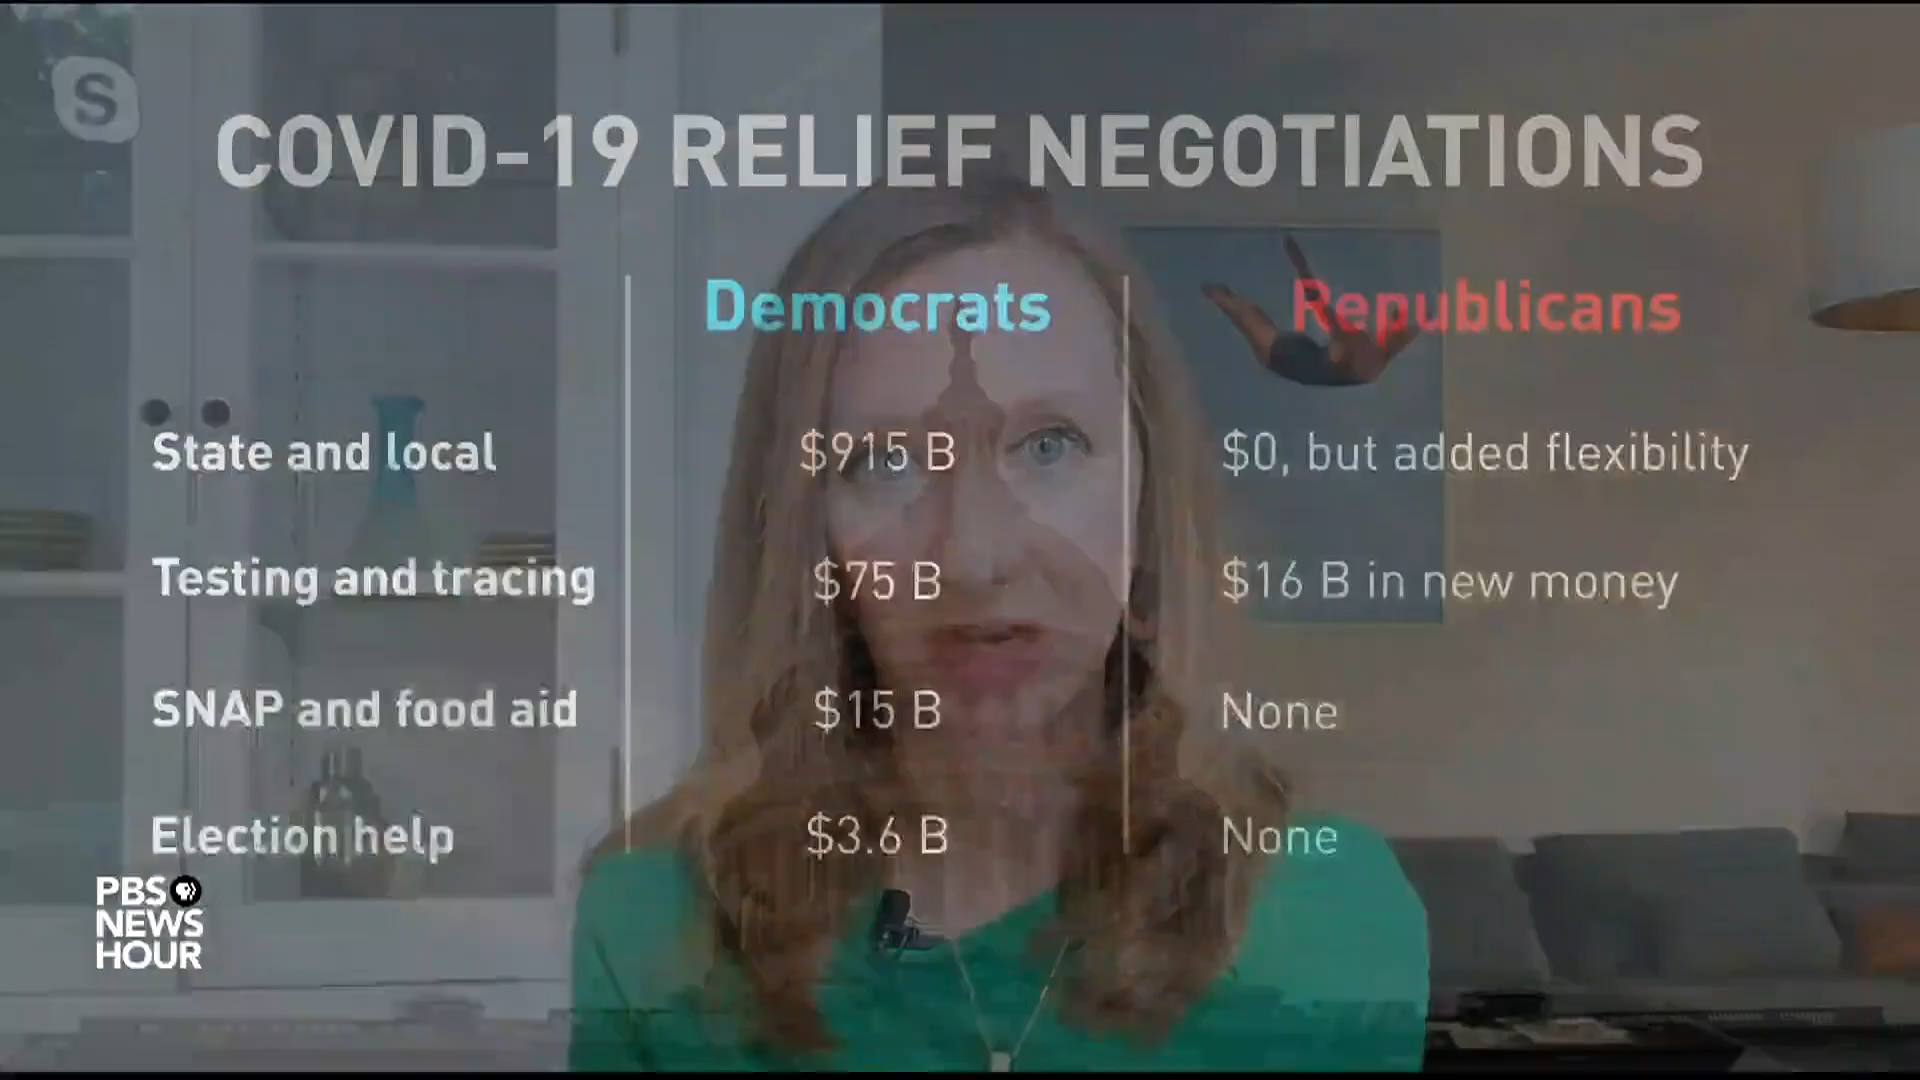 S
COVID-19 RELIEF NEGOTIATIONS
Democrats Republicans
State and local $915 B $0, but added flexibility
Testing and tracing $75 B $16 B in new money
SNAP and food aid $15 B None
Election help $3.6 B None
PBS
NEWS
HOUR